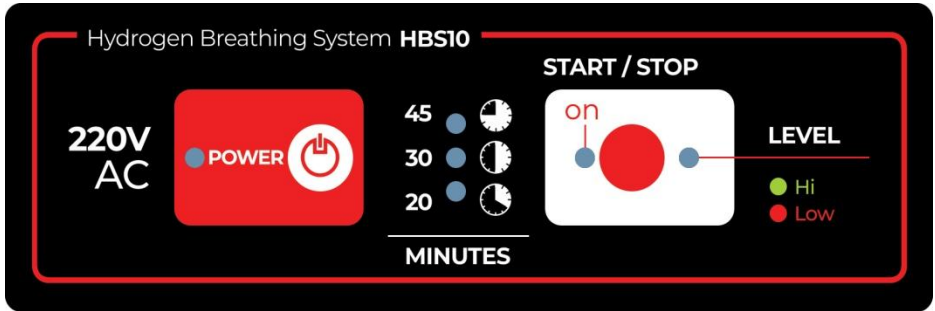 Hydrogen Breathing System HBS10
START / STOP
220V
AC
POWER
45
30
20
MINUTES
on
LEVEL
Hi
Low